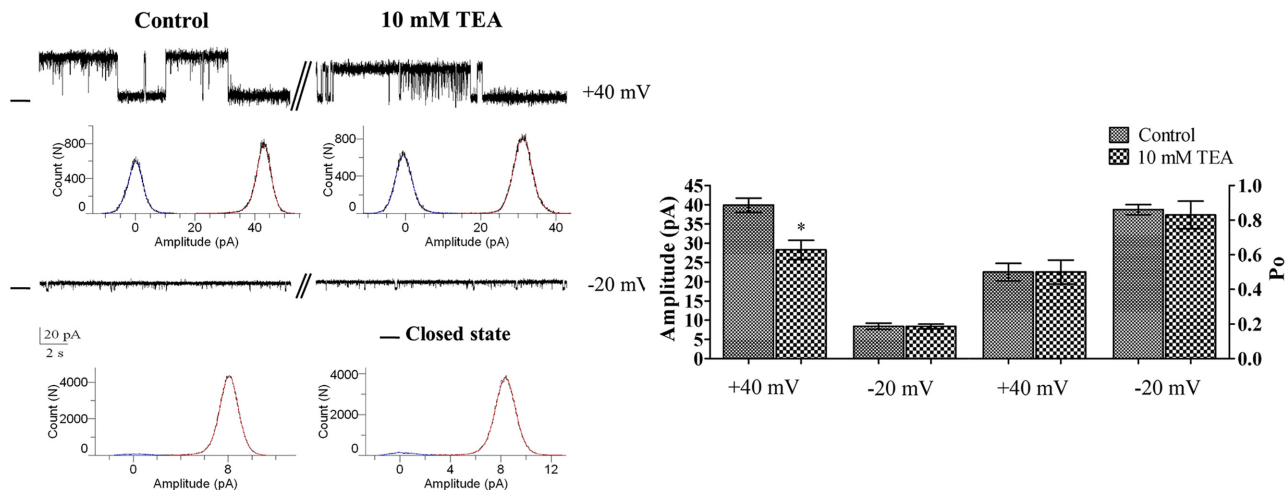 Control 10 mM TEA
+40 mV
800
400
0
Count (N)
0 20 40
Amplitude (pA)
800
400
0
Count (N)
0 20 40
Amplitude (pA)
-20 mV
20 pA
2 s
Closed state
4000
2000
0
Count (N)
0 8
Amplitude (pA)
4000
2000
0
Count (N)
0 4 8 12
Amplitude (pA)
Control
10 mM TEA
Amplitude (pA)
45
40
35
30
25
20
15
10
5
0
*
1.0
0.8
0.6
0.4
0.2
0.0
Po
+40 mV -20 mV +40 mV -20 mV